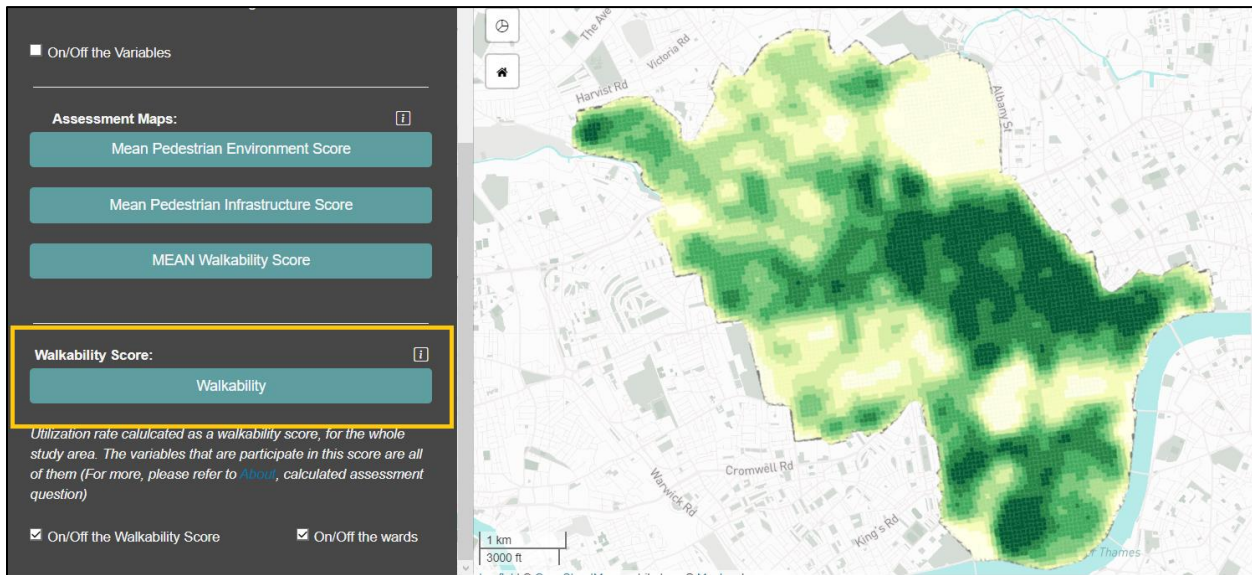 On/Off the Variables
Assessment Maps:
i
Mean Pedestrian Environment Score
Mean Pedestrian Infrastructure Score
MEAN Walkability Score
Walkability Score:
i
Walkability
Utilization rate calulcated as a walkability score, for the whole
study area. The variables that are participate in this score are all
of them (For more, please refer to About, calculated assessment
question)
On/Off the Walkability Score
On/Off the wards
The Ave
Victoria Rd
Harvist Rd
Albany St
Cromwell Rd
Warwick Rd
King's Rd
Thames
1 km
3000 ft